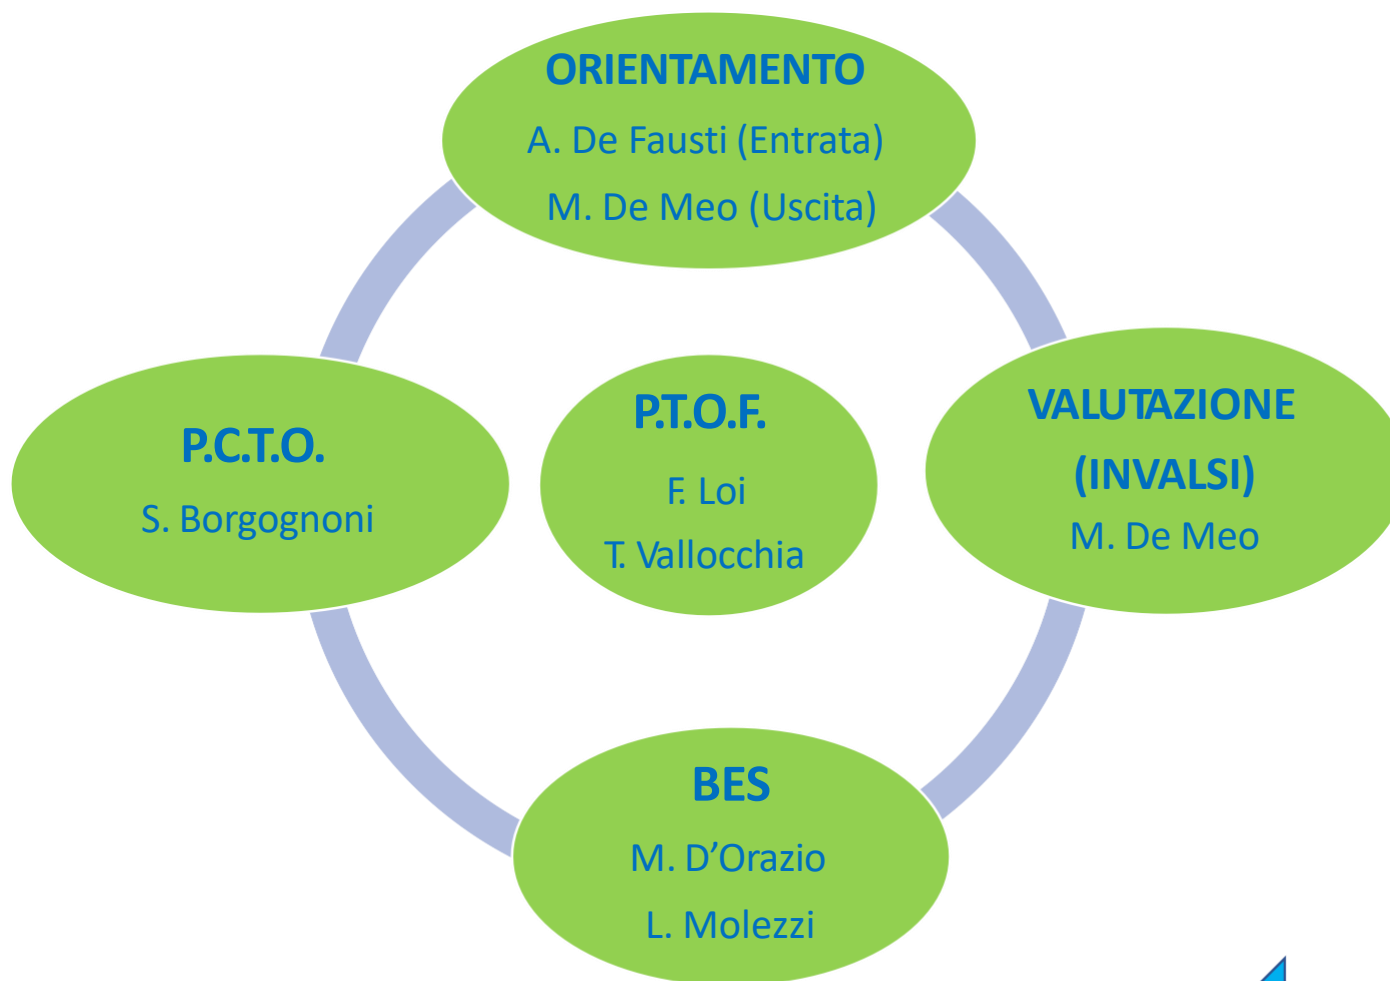 ORIENTAMENTO
A. De Fausti (Entrata)
M. De Meo (Uscita)
P.C.T.O.
S. Borgognoni
P.T.O.F.
F. Loi
T. Vallocchia
VALUTAZIONE
(INVALSI)
M. De Meo
BES
M. D’Orazio
L. Molezzi